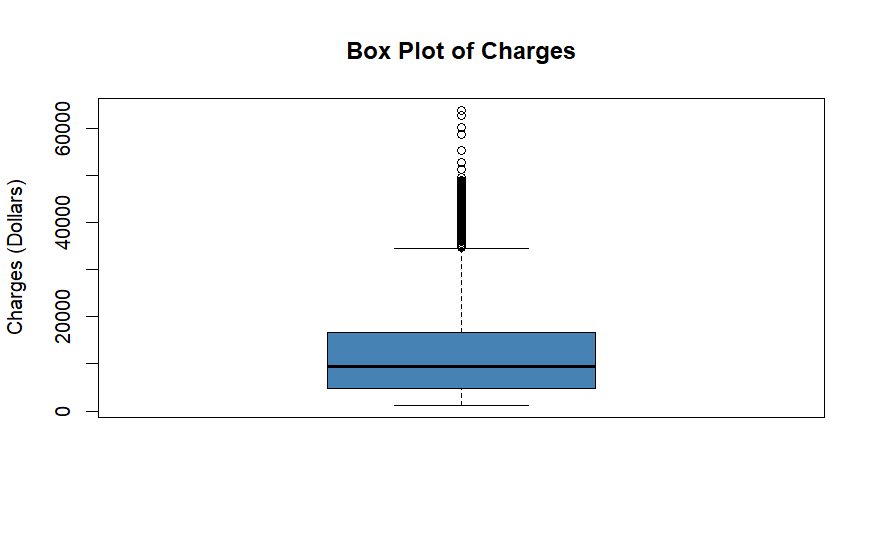 Box Plot of Charges
Charges (Dollars)
60000
40000
20000
0